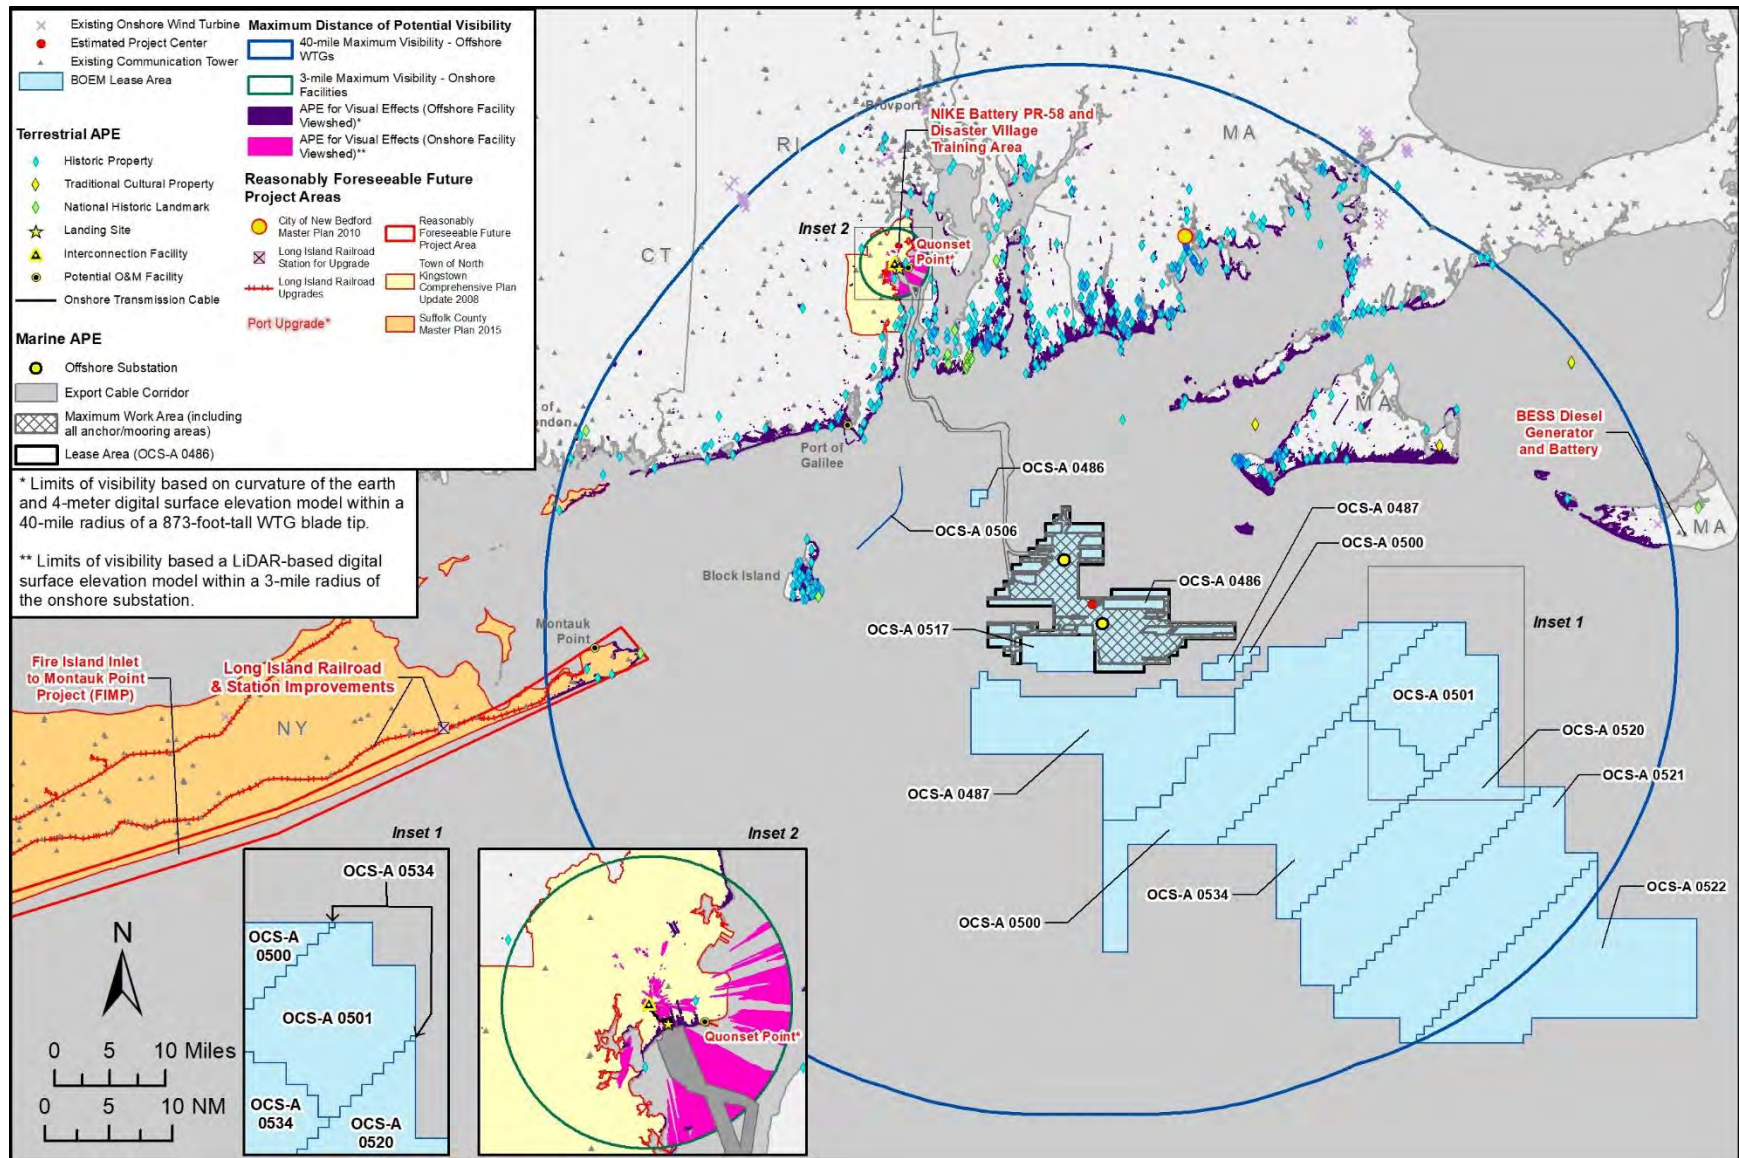 Existing Onshore Wind Turbine
Estimated Project Center
Existing Communication Tower
BOEM Lease Area
Terrestrial APE
Historic Property
Traditional Cultural Property
National Historic Landmark
Landing Site
Interconnection Facility
Potential O&M Facility
Onshore Transmission Cable
Marine APE
Offshore Substation
Export Cable Corridor
Maximum Work Area (including
all anchor/mooring areas)
Lease Area (OCS-A 0486)
Maximum Distance of Potential Visibility
40-mile Maximum Visibility - Offshore
WTGs
3-mile Maximum Visibility - Onshore
Facilities
APE for Visual Effects (Offshore Facility
Viewshed)*
APE for Visual Effects (Onshore Facility
Viewshed)**
Reasonably Foreseeable Future
Project Areas
City of New Bedford
Master Plan 2010
Long Island Railroad
Station for Upgrade
Long Island Railroad
Upgrades
Port Upgrade*
Reasonably
Foreseeable Future
Project Area
Town of North
Kingstown
Comprehensive Plan
Update 2008
Suffolk County
Master Plan 2015
* Limits of visibility based on curvature of the
earth and 4-meter digital surface elevation model within a
40-mile radius of a 873-foot-tall WTG blade tip.
** Limits of visibility based a LiDAR-based digital
surface elevation model within a 3-mile radius of
the onshore substation.
NIKE Battery PR-58 and
Disaster Village
Training Area
RI
MA
CT
Inset 2
Quonset
Point*
of
ondon
Port of
Galilee
MA
BESS Diesel
Generator
and Battery
MA
OCS-A 0486
OCS-A 0506
OCS-A 0487
OCS-A 0500
OCS-A 0486
Block Island
OCS-A 0517
Inset 1
Montauk
Point
Fire Island Inlet
to Montauk Point
Project (FIMP)
Long Island Railroad
& Station Improvements
NY
OCS-A 0501
OCS-A 0520
OCS-A 0521
OCS-A 0487
OCS-A 0534
OCS-A 0522
OCS-A 0500
Inset 1
OCS-A 0534
OCS-A
0500
OCS-A 0501
OCS-A
0534
OCS-A
0520
Inset 2
Quonset Point*
N
0 5 10 Miles
0 5 10 NM